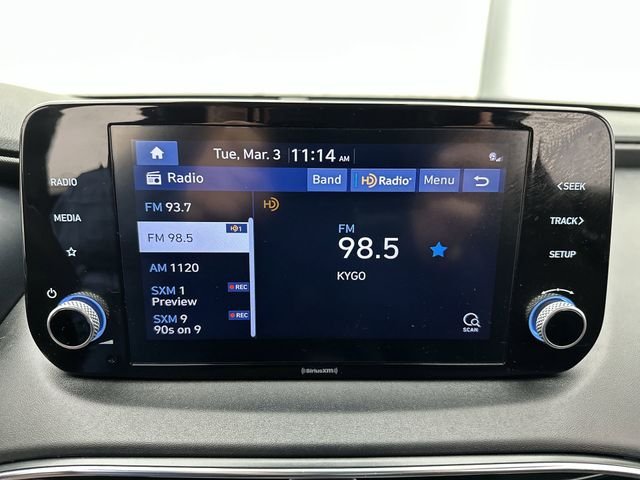 Tue, Mar. 3 11:14 AM
Radio Band HD Radio Menu
RADIO
MEDIA
FM 93.7
FM 98.5 HD1
AM 1120
SXM 1 REC
Preview
SXM 9 REC
90s on 9
HD
FM
98.5
KYGO
SCAN
<SEEK
TRACK>
SETUP
((SiriusXM))